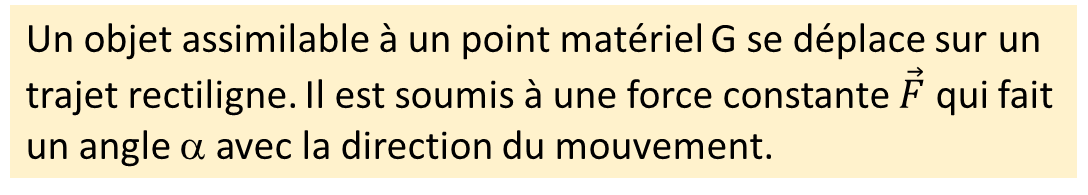 Un objet assimilable à un point matériel G se déplace sur un
trajet rectiligne. Il est soumis à une force constante $\vec{F}$ qui fait
un angle α avec la direction du mouvement.